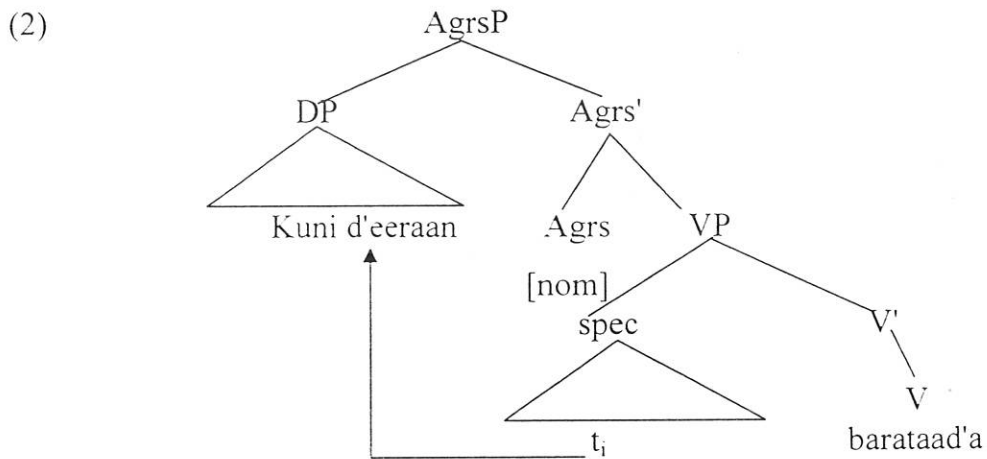 (2) AgrsP
DP Agrs'
Kuni d'eeraan Agrs VP
[nom]
spec V'
V
t_i barataad'a